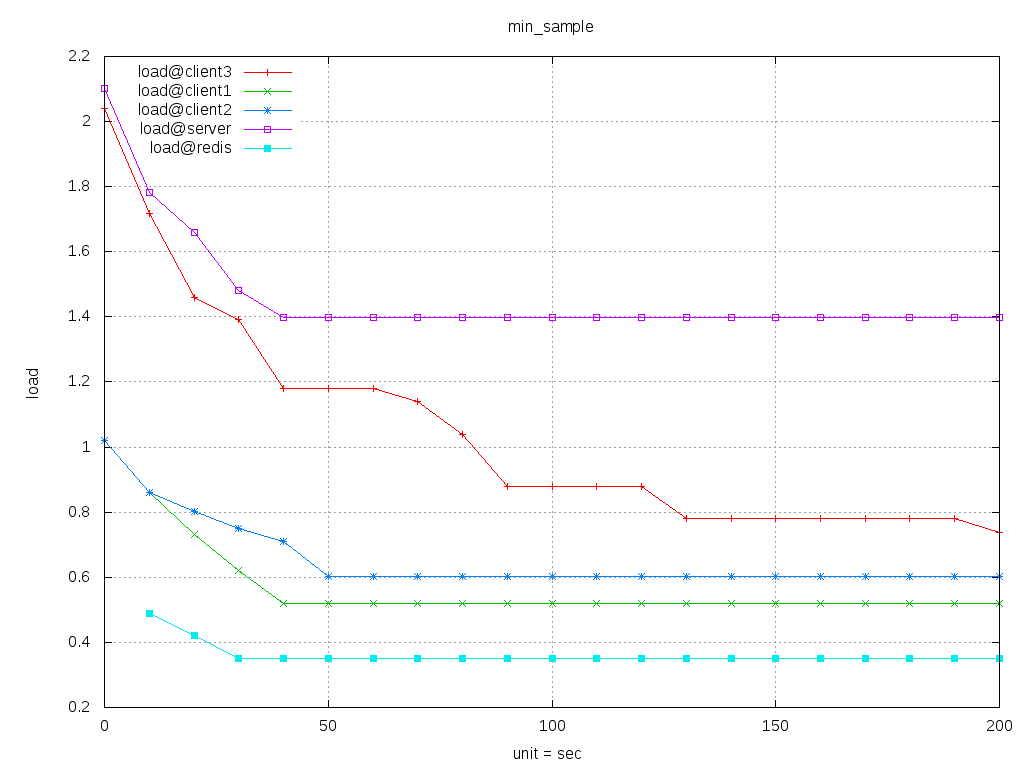 min_sample
load@client3
load@client1
load@client2
load@server
load@redis
2.2
2
1.8
1.6
1.4
1.2
1
0.8
0.6
0.4
0.2
load
0 50 100 150 200
unit = sec